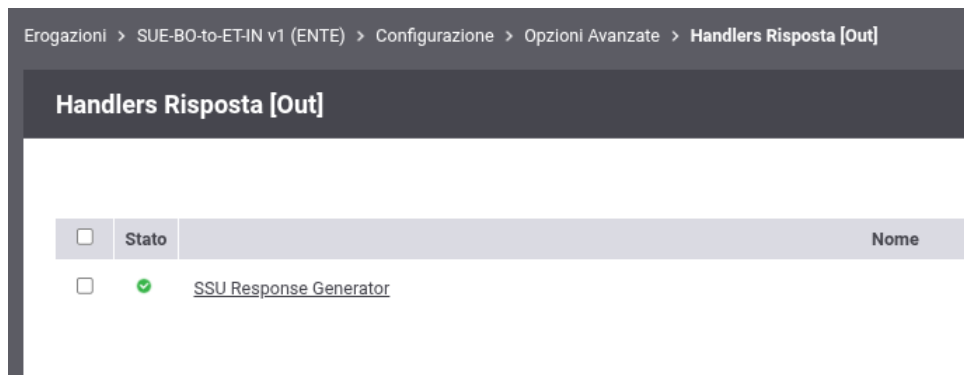 Erogazioni > SUE-BO-to-ET-IN v1 (ENTE) > Configurazione > Opzioni Avanzate > Handlers Risposta [Out]
Handlers Risposta [Out]
Stato Nome
SSU Response Generator